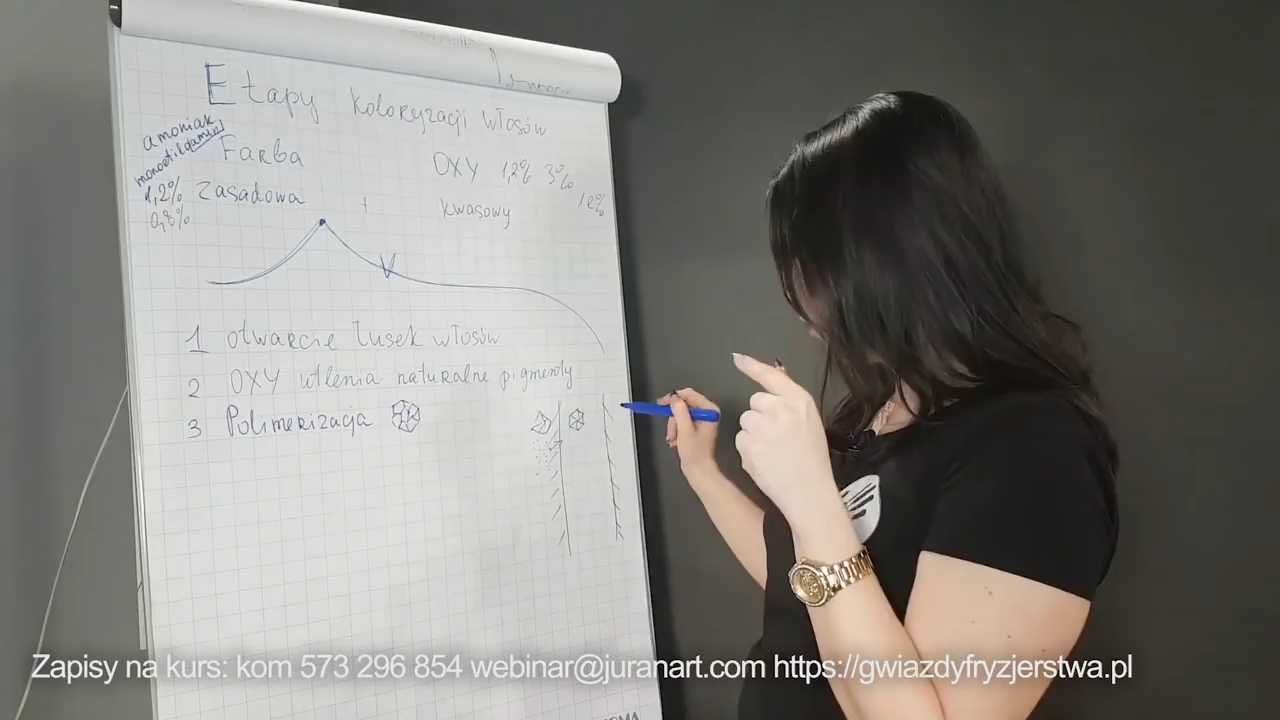 Etapy koloryzacji włosów
amoniak
Farba
OXY 1,2% 3%
12%
1,2% zasadowa + kwasowy
0,8%
1 otwarcie łusek włosów
2 OXY utlenia naturalne pigmenty
3 Polimerizacja
Zapisy na kurs: kom 573 296 854 webinar@juranart.com https://gwiazdyfryzjerstwa.pl